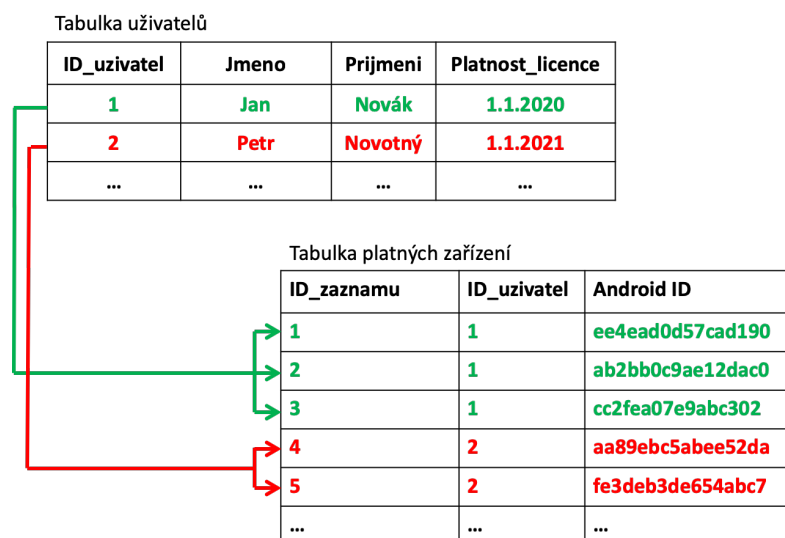 Tabulka uživatelů
ID_uzivatel Jmeno Prijmeni Platnost_licence
1 Jan Novák 1.1.2020
2 Petr Novotný 1.1.2021
... ... ... ...
Tabulka platných zařízení
ID_zaznamu ID_uzivatel Android ID
1 1 ee4ead0d57cad190
2 1 ab2bb0c9ae12dac0
3 1 cc2fea07e9abc302
4 2 aa89ebc5abee52da
5 2 fe3deb3de654abc7
... ... ...